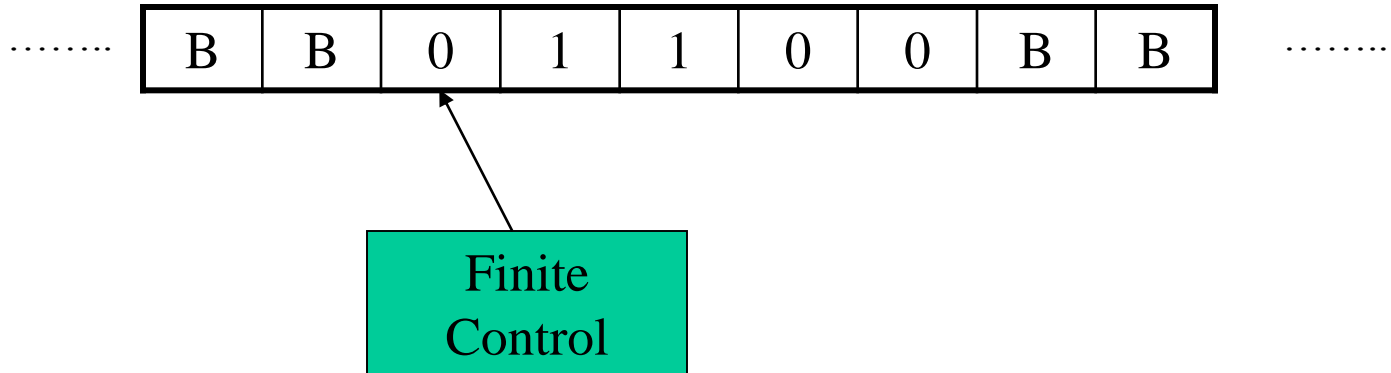 ........ B B 0 1 1 0 0 B B ........
Finite
Control